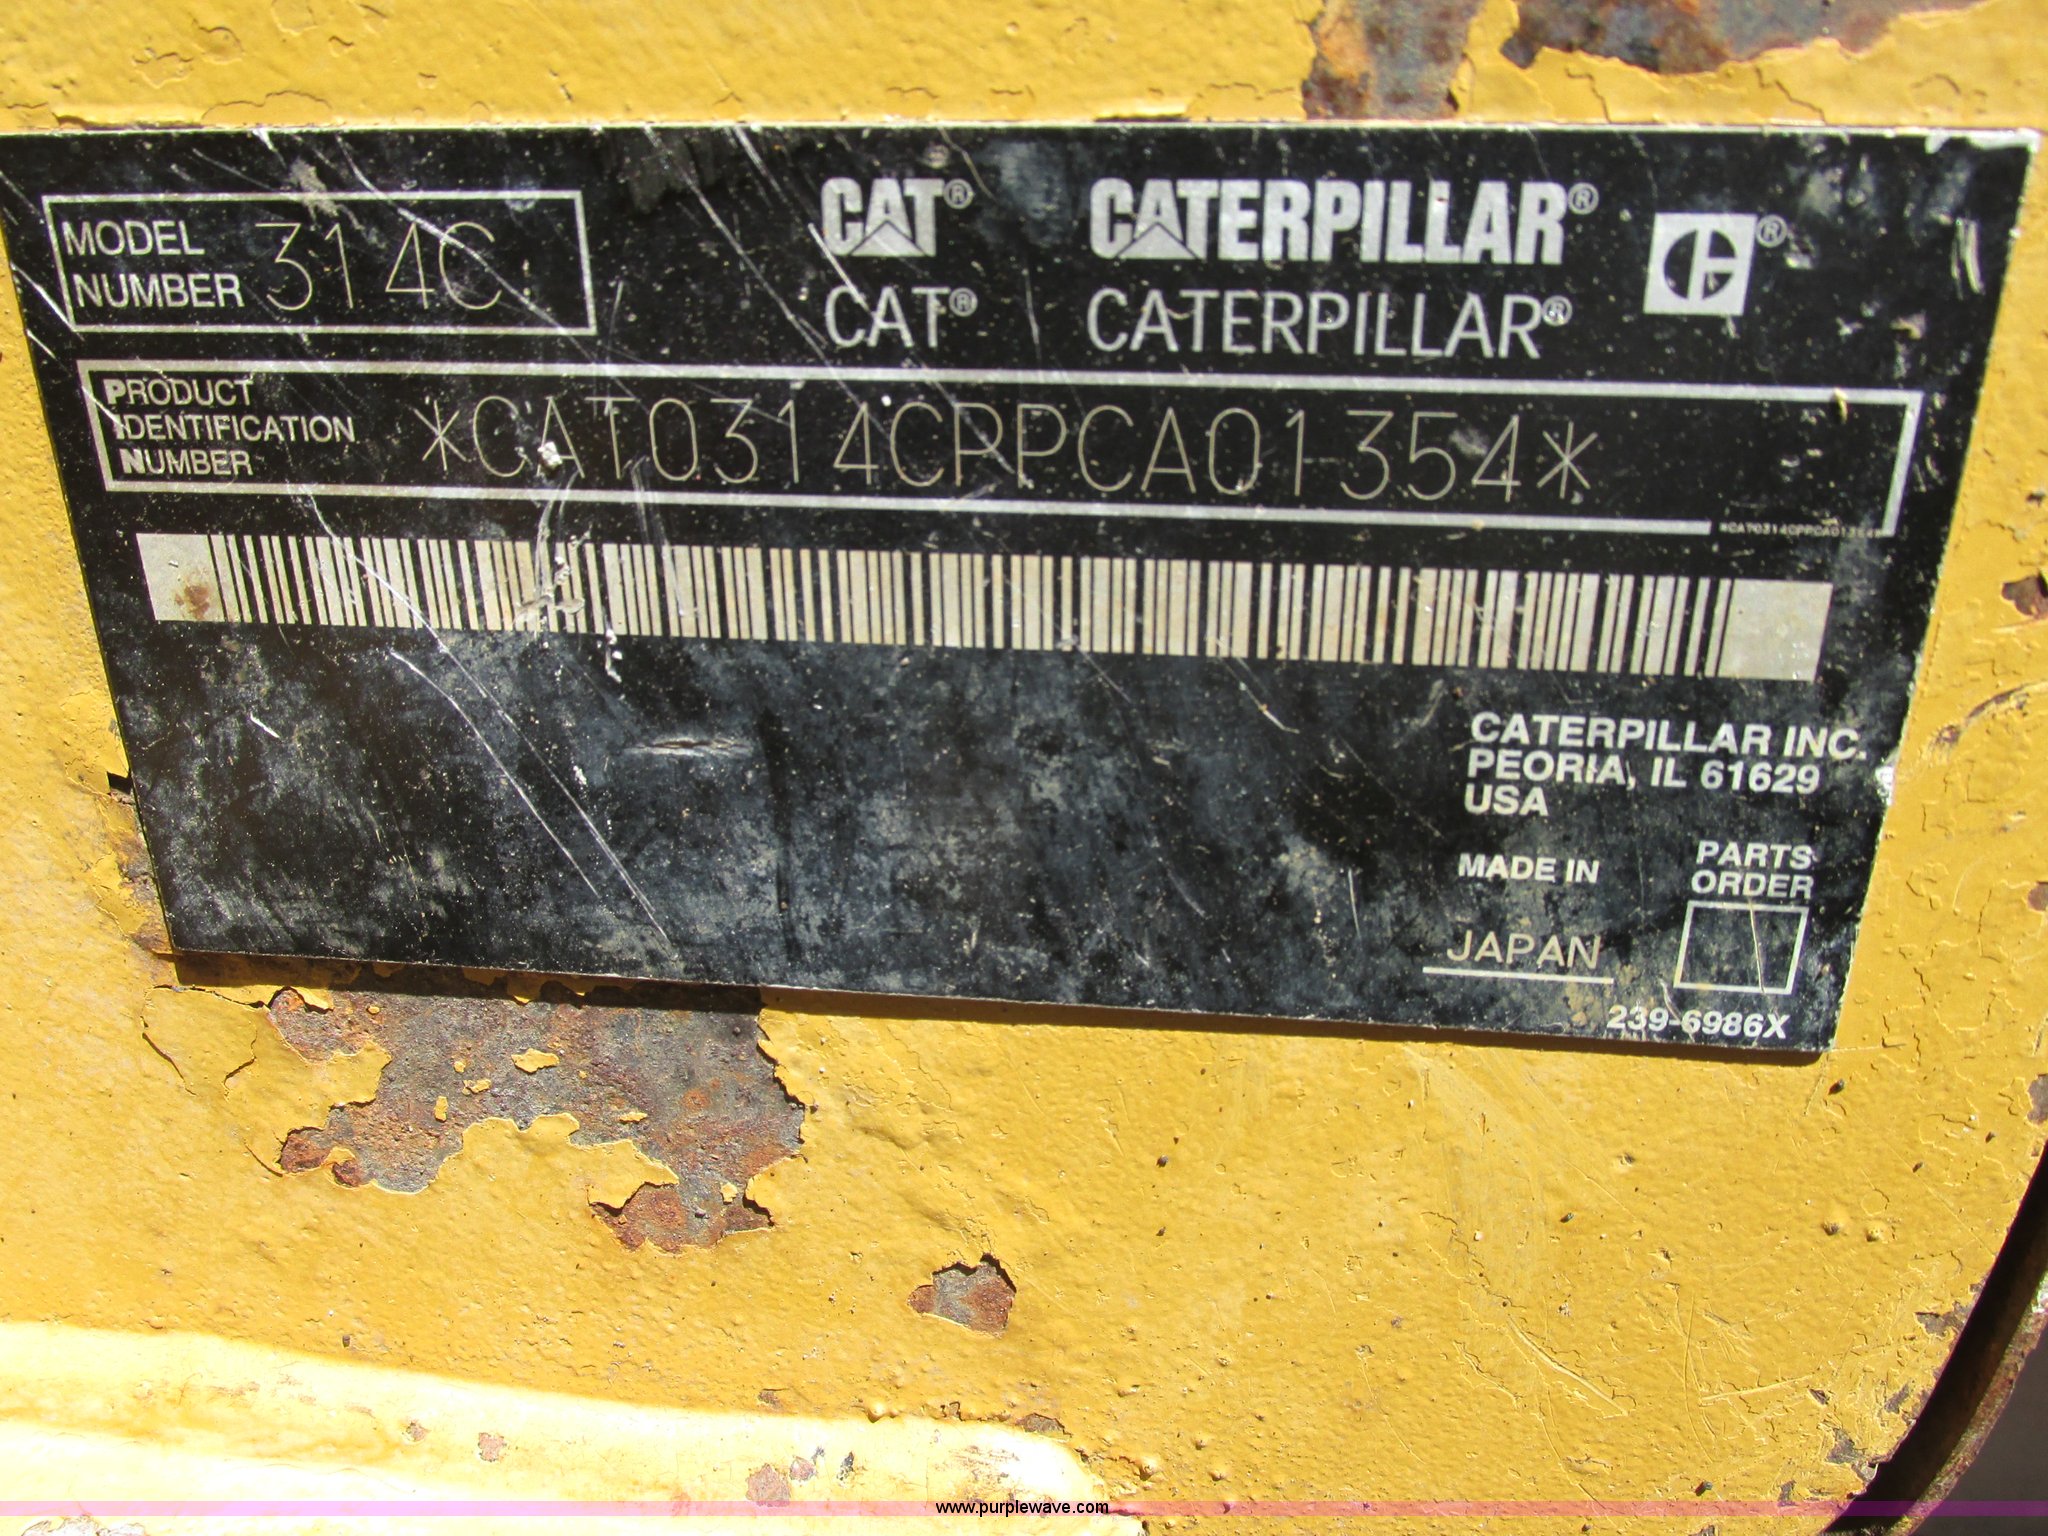 MODEL
NUMBER 314C
CAT® CATERPILLAR® ®
CAT® CATERPILLAR®
PRODUCT
IDENTIFICATION
NUMBER
*CAT0314CPPCA01354*
*CAT0314CPPCA01354*
CATERPILLAR INC.
PEORIA, IL 61629
USA
MADE IN
JAPAN
PARTS
ORDER
239-6986X
www.purplewave.com